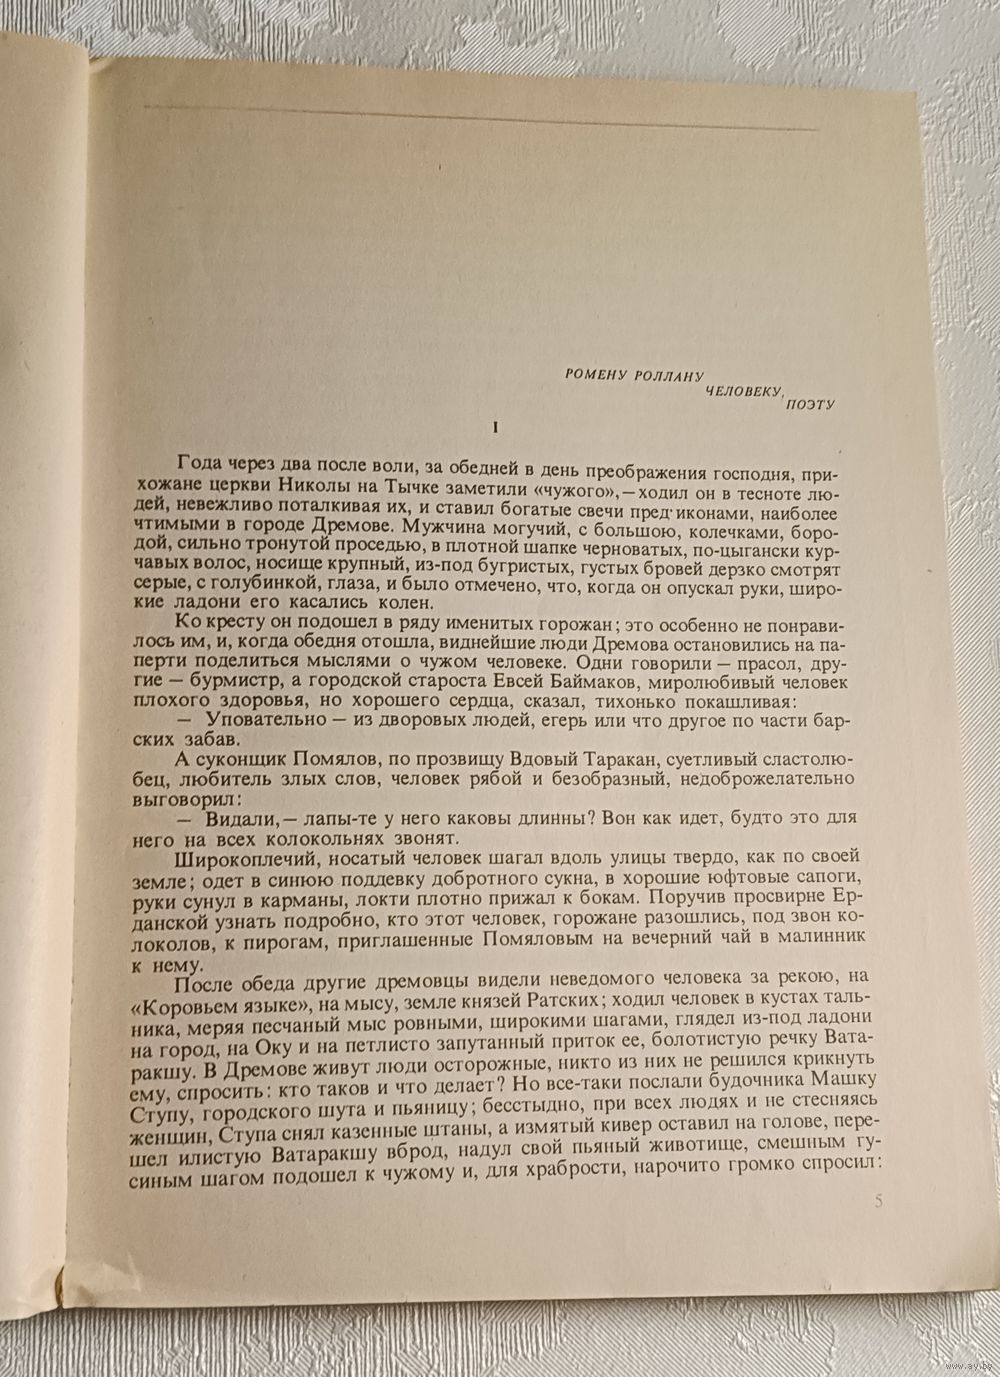 РОМЕНУ РОЛЛАНУ
ЧЕЛОВЕКУ,
ПОЭТУ
I
Года через два после воли, за обедней в день преображения господня, при-
хожане церкви Николы на Тычке заметили «чужого»,— ходил он в тесноте лю-
дей, невежливо поталкивая их, и ставил богатые свечи пред иконами, наиболее
чтимыми в городе Дремове. Мужчина могучий, с большою, колечками, боро-
дой, сильно тронутой проседью, в плотной шапке черноватых, по-цыгански кур-
чавых волос, носище крупный, из-под бугристых, густых бровей дерзко смотрят
серые, с голубинкой, глаза, и было отмечено, что, когда он опускал руки, широ-
кие ладони его касались колен.
Ко кресту он подошел в ряду именитых горожан; это особенно не понрави-
лось им, и, когда обедня отошла, виднейшие люди Дремова остановились на па-
перти поделиться мыслями о чужом человеке. Одни говорили — прасол, дру-
гие — бурмистр, а городской староста Евсей Баймаков, миролюбивый человек
плохого здоровья, но хорошего сердца, сказал, тихонько покашливая:
— Уповательно — из дворовых людей, егерь или что другое по части бар-
ских забав.
А суконщик Помялов, по прозвищу Вдовый Таракан, суетливый сластолю-
бец, любитель злых слов, человек рябой и безобразный, недоброжелательно
выговорил:
— Видали,— лапы-те у него каковы длинны? Вон как идет, будто это для
него на всех колокольнях звонят.
Широкоплечий, носатый человек шагал вдоль улицы твердо, как по своей
земле; одет в синюю поддевку добротного сукна, в хорошие юфтовые сапоги,
руки сунул в карманы, локти плотно прижал к бокам. Поручив просвирне Ер-
данской узнать подробно, кто этот человек, горожане разошлись, под звон ко-
локолов, к пирогам, приглашенные Помяловым на вечерний чай в малинник
к нему.
После обеда другие дремовцы видели неведомого человека за рекою, на
«Коровьем языке», на мысу, земле князей Ратских; ходил человек в кустах таль-
ника, меряя песчаный мыс ровными, широкими шагами, глядел из-под ладони
на город, на Оку и на петлисто запутанный приток ее, болотистую речку Вата-
ракшу. В Дремове живут люди осторожные, никто из них не решился крикнуть
ему, спросить: кто таков и что делает? Но все-таки послали будочника Машку
Ступу, городского шута и пьяницу; бесстыдно, при всех людях и не стесняясь
женщин, Ступа снял казенные штаны, а измятый кивер оставил на голове, пере-
шел илистую Ватаракшу вброд, надул свой пьяный животище, смешным гу-
синым шагом подошел к чужому и, для храбрости, нарочито громко спросил:
5
www.ay.by